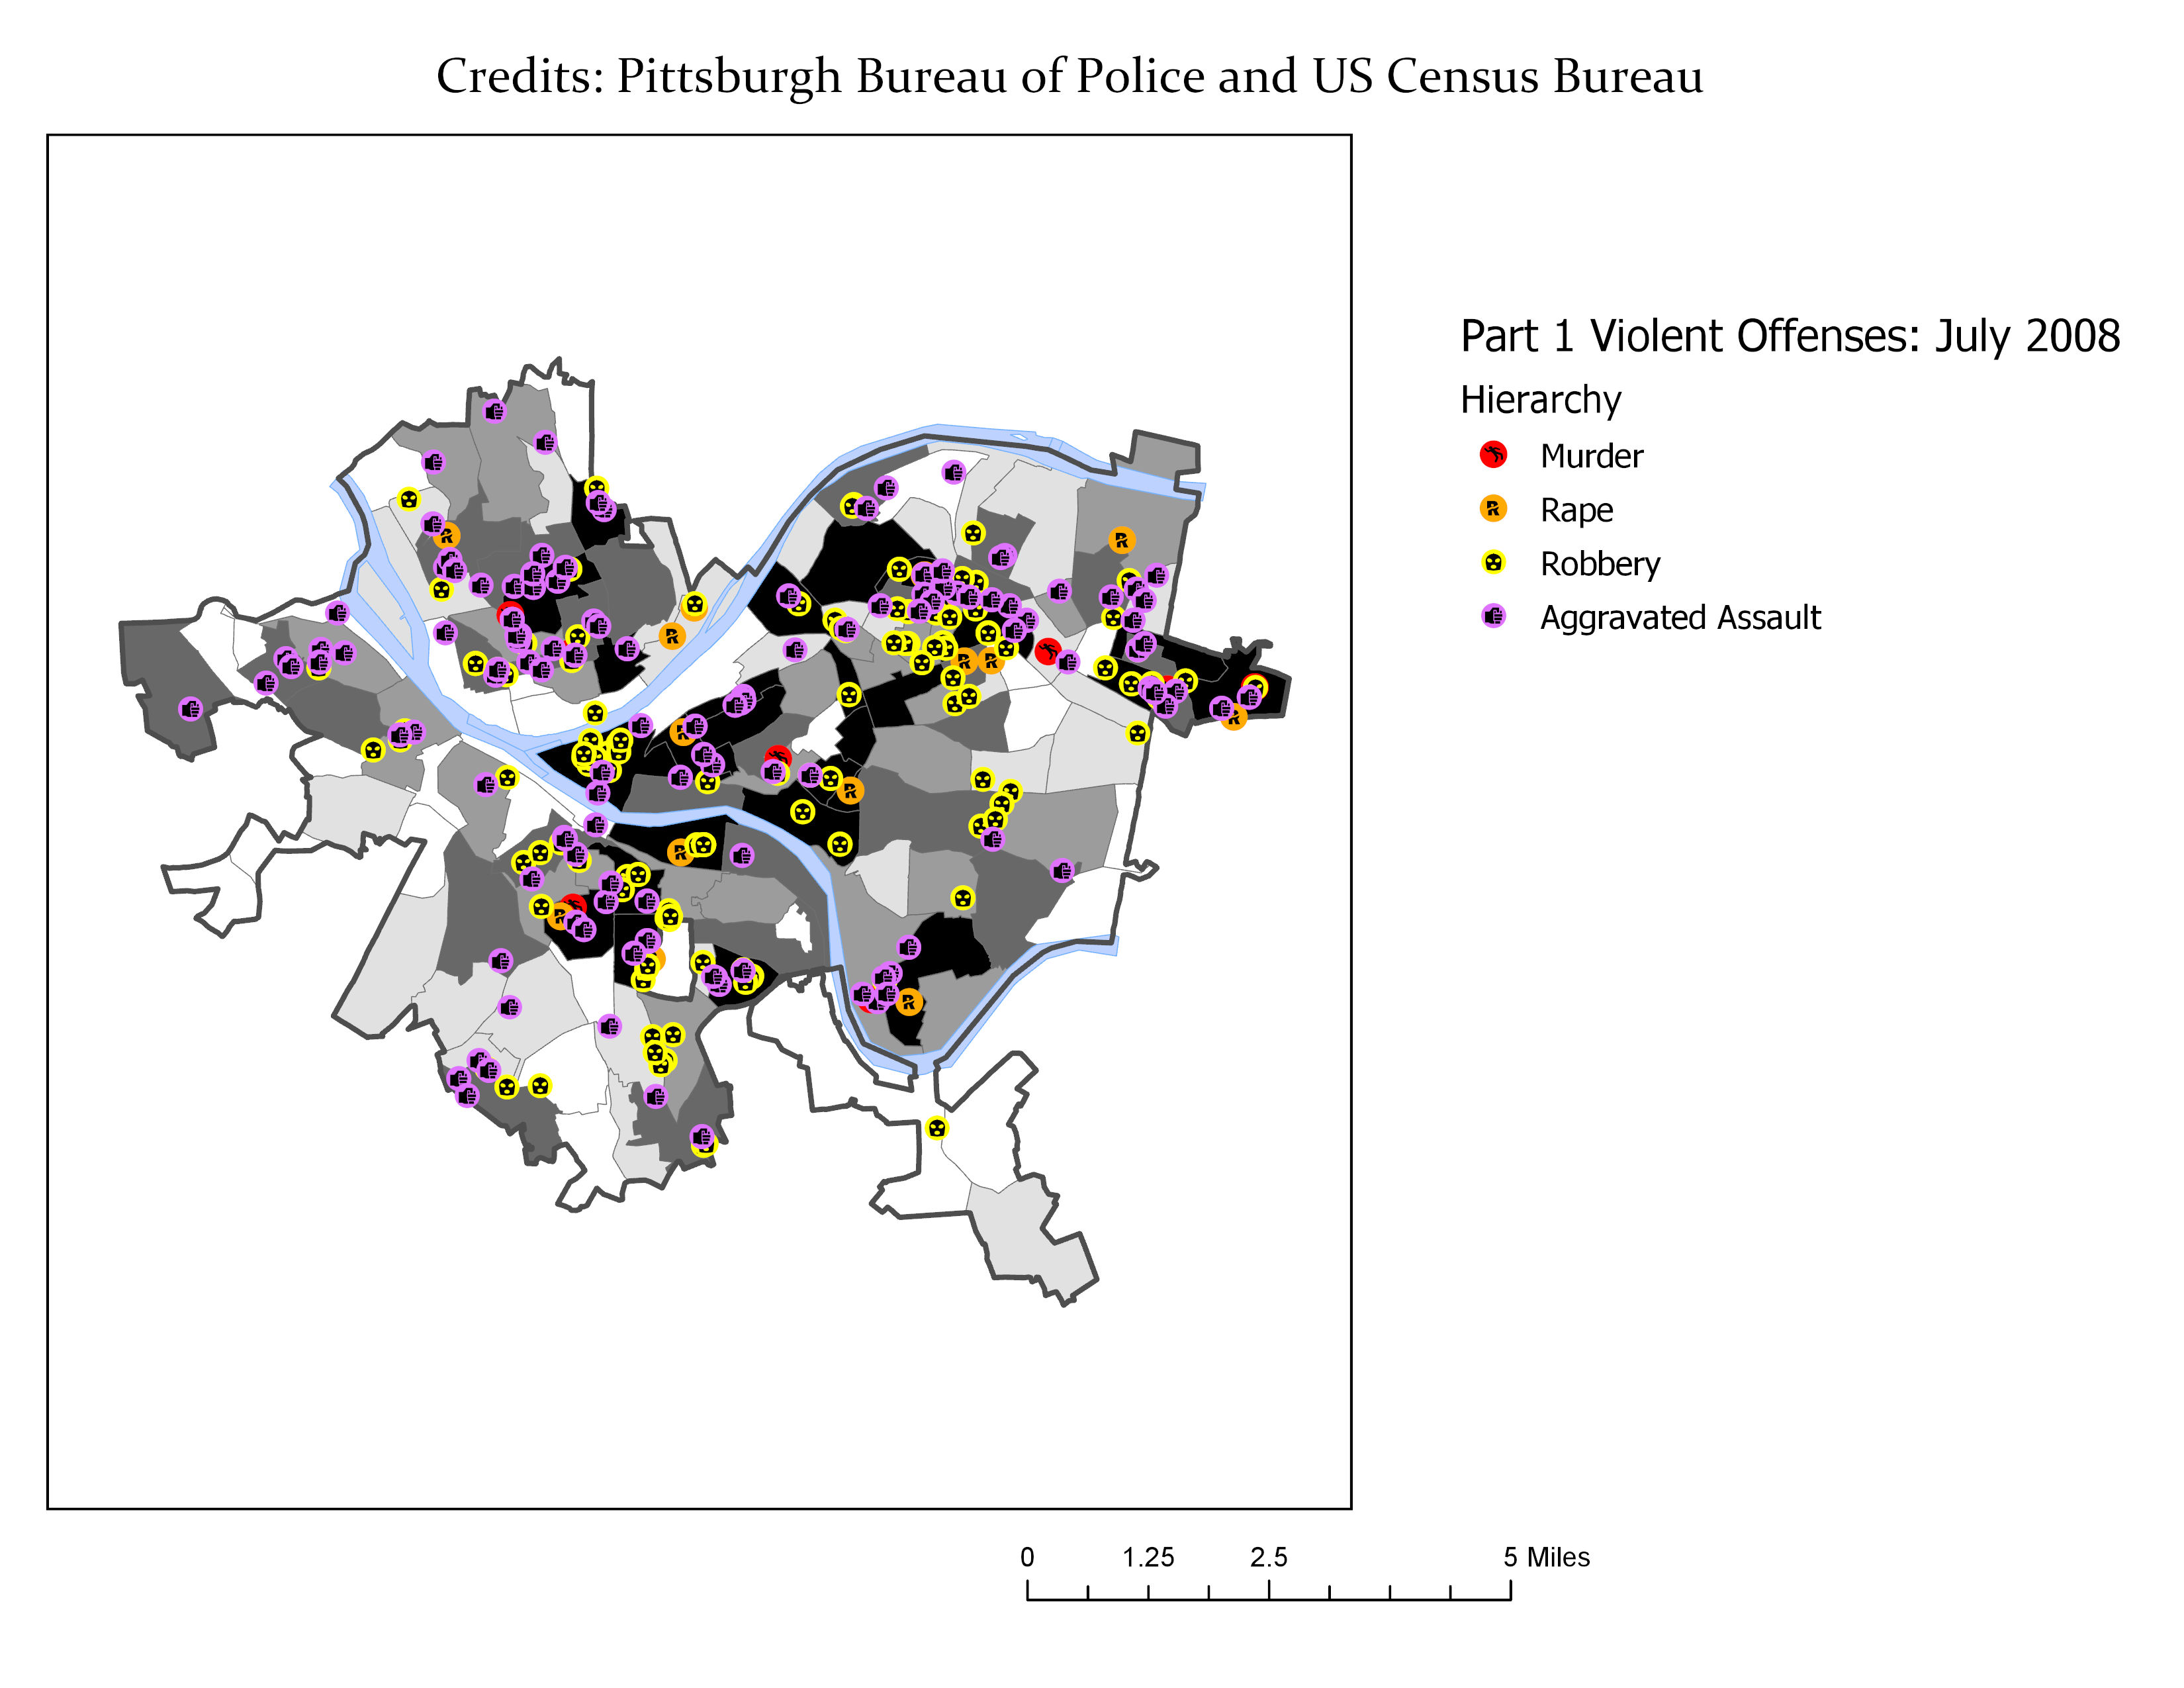 Credits: Pittsburgh Bureau of Police and US Census Bureau
Part 1 Violent Offenses: July 2008
Hierarchy
Murder
Rape
Robbery
Aggravated Assault
0 1.25 2.5 5 Miles